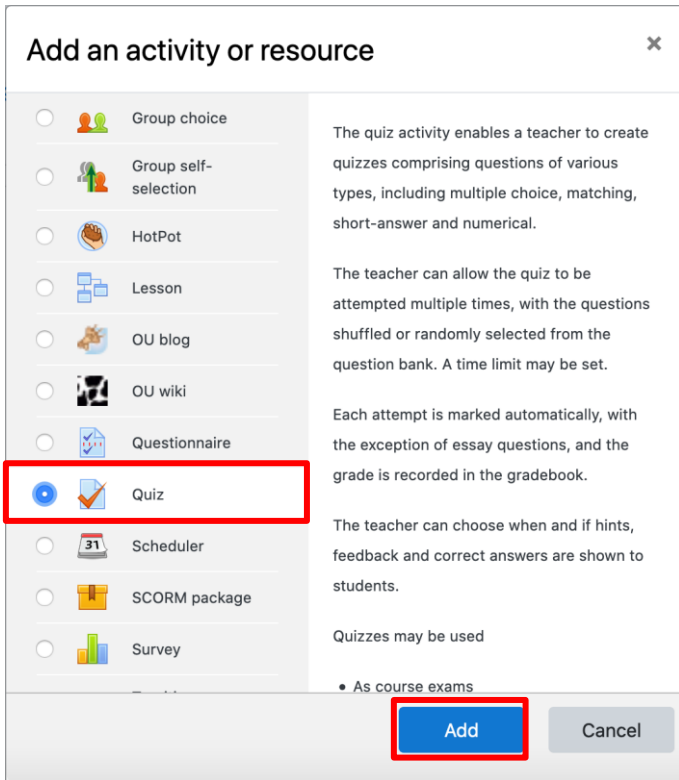 Add an activity or resource
×
Group choice
Group self-
selection
HotPot
Lesson
OU blog
OU wiki
Questionnaire
Quiz
31
Scheduler
SCORM package
Survey
The quiz activity enables a teacher to create
quizzes comprising questions of various
types, including multiple choice, matching,
short-answer and numerical.
The teacher can allow the quiz to be
attempted multiple times, with the questions
shuffled or randomly selected from the
question bank. A time limit may be set.
Each attempt is marked automatically, with
the exception of essay questions, and the
grade is recorded in the gradebook.
The teacher can choose when and if hints,
feedback and correct answers are shown to
students.
Quizzes may be used
• As course exams
Add
Cancel